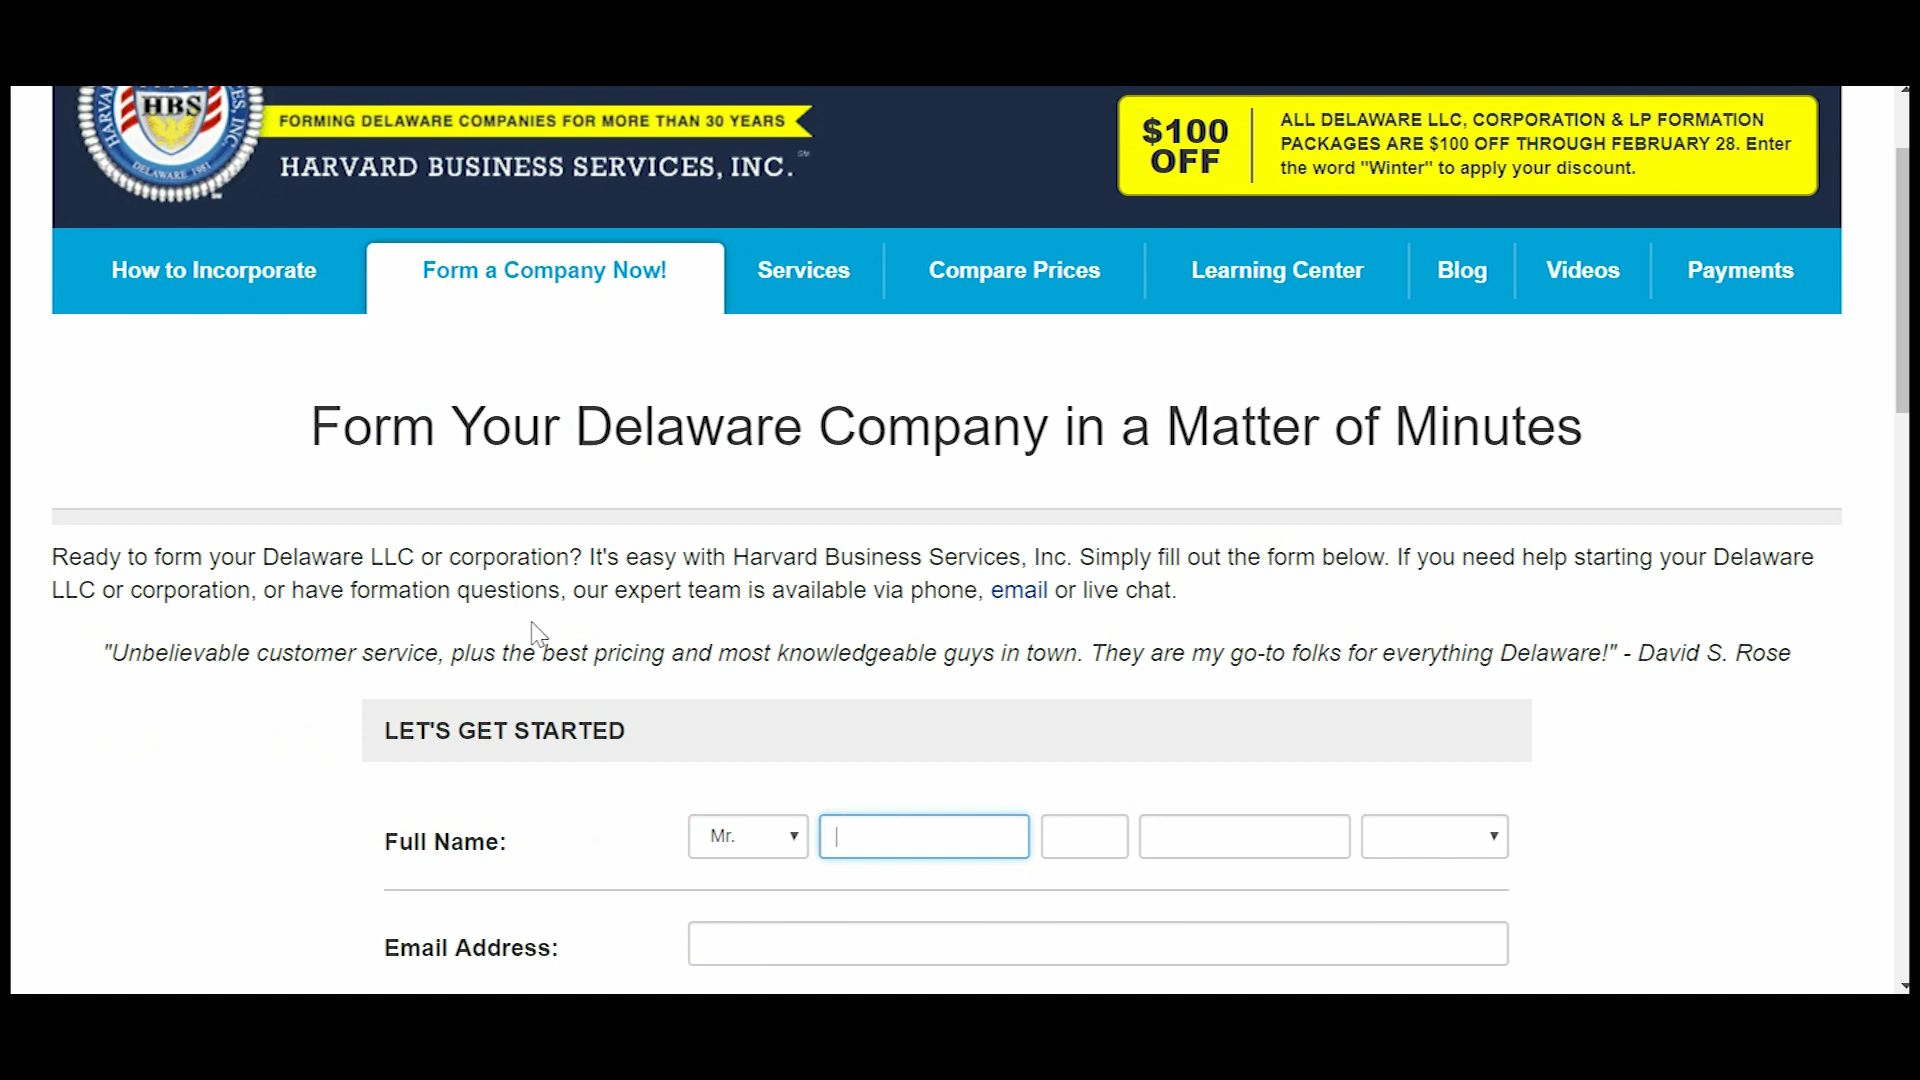 HBS
DELAWARE 1981
FORMING DELAWARE COMPANIES FOR MORE THAN 30 YEARS
HARVARD BUSINESS SERVICES, INC. SM
$100
OFF
ALL DELAWARE LLC, CORPORATION & LP FORMATION
PACKAGES ARE $100 OFF THROUGH FEBRUARY 28. Enter
the word "Winter" to apply your discount.
How to Incorporate
Form a Company Now!
Services
Compare Prices
Learning Center
Blog
Videos
Payments
Form Your Delaware Company in a Matter of Minutes
Ready to form your Delaware LLC or corporation? It's easy with Harvard Business Services, Inc. Simply fill out the form below. If you need help starting your Delaware
LLC or corporation, or have formation questions, our expert team is available via phone, email or live chat.
"Unbelievable customer service, plus the best pricing and most knowledgeable guys in town. They are my go-to folks for everything Delaware!" - David S. Rose
LET'S GET STARTED
Full Name:
Mr.
Email Address: